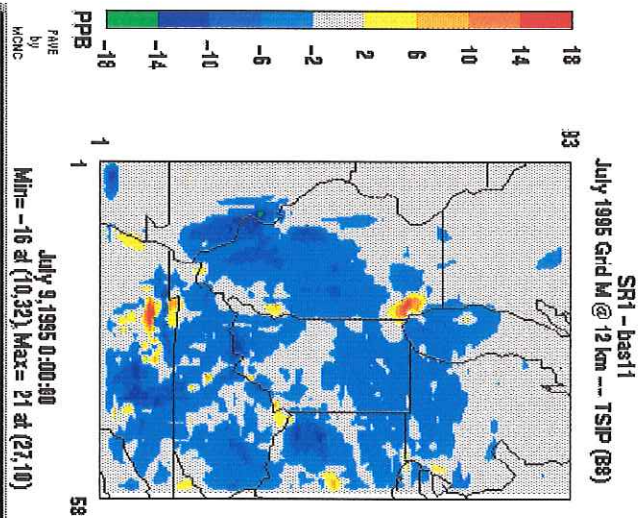 SR1 - bas11
July 1995 Grid M @ 12 km -- TSIP (B8)
18
14
10
6
2
-2
-6
-10
-14
-18
PPB
93
1
1
58
PAVE
by
MCNC
July 9,1995 0:00:00
Min= -16 at (10,32), Max= 21 at (27,10)